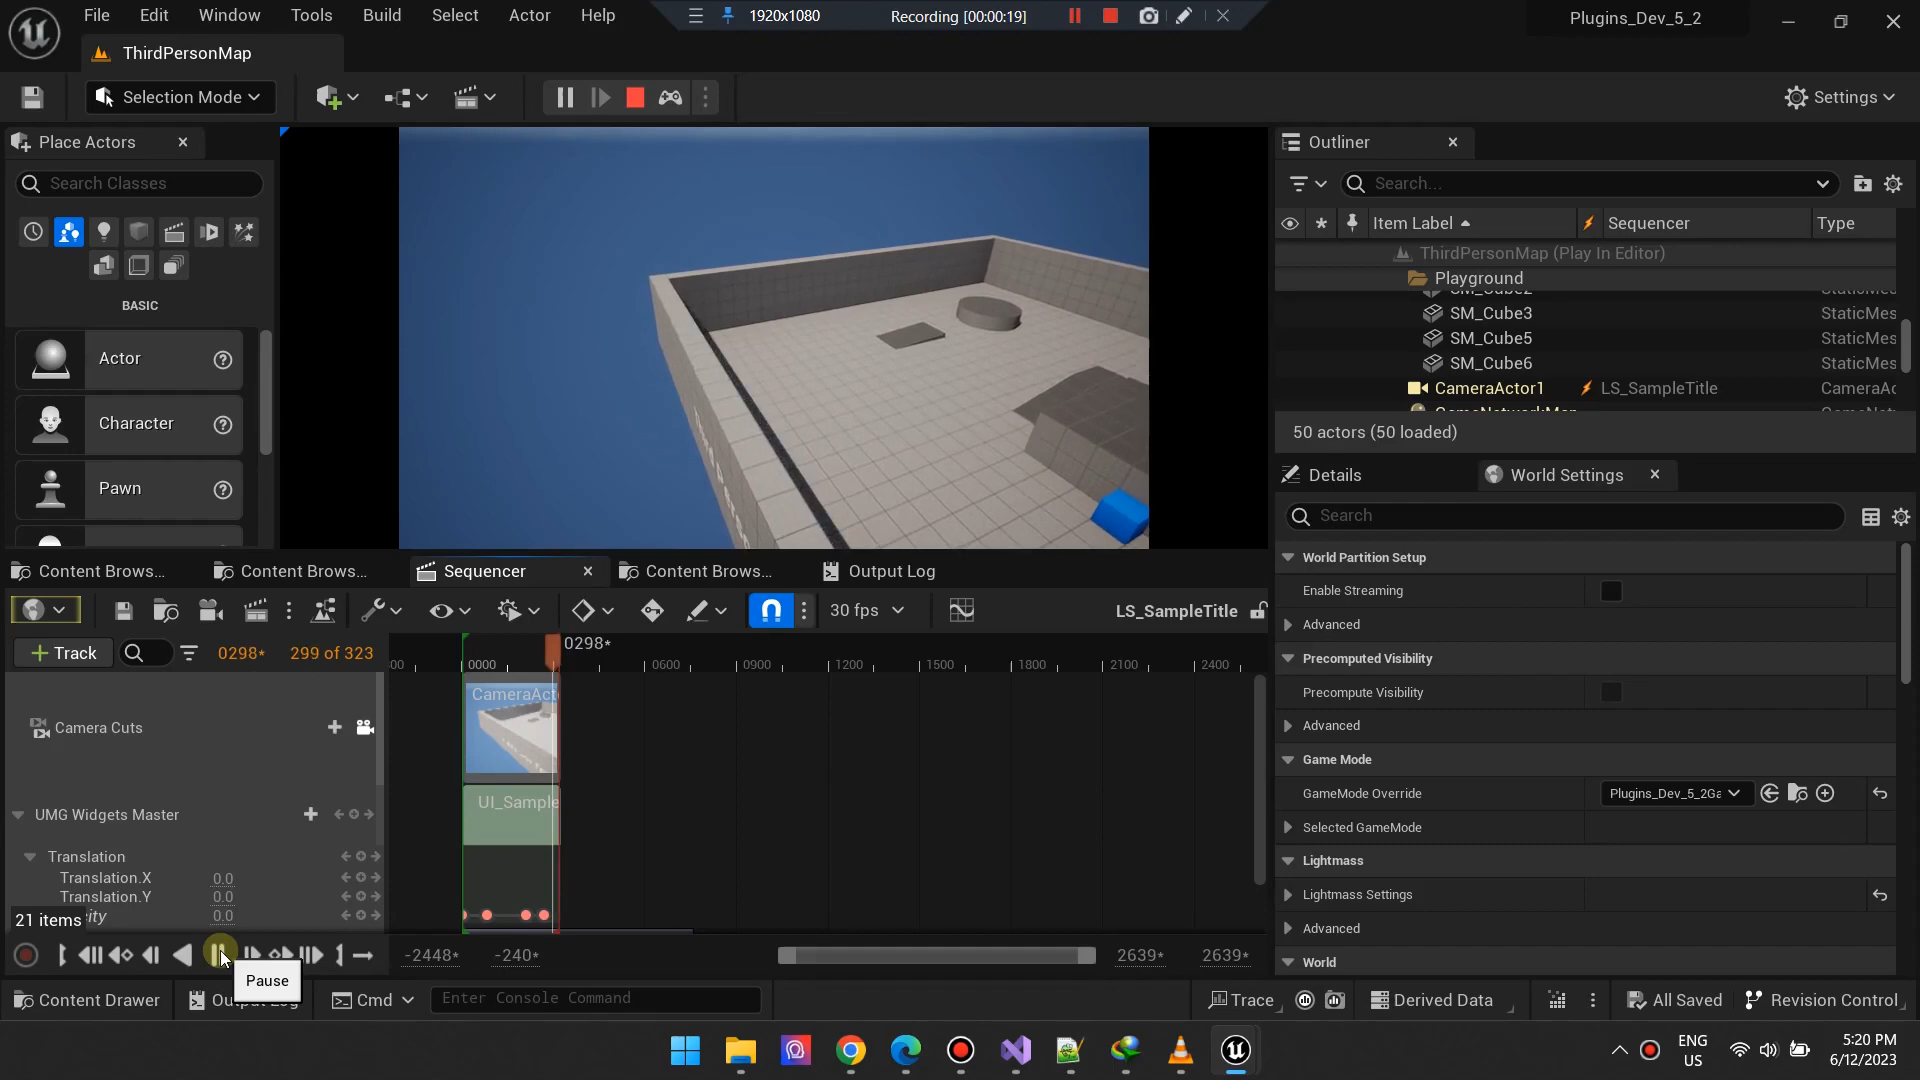 File Edit Window Tools Build Select Actor Help
1920x1080 Recording [00:00:19]
Plugins_Dev_5_2
ThirdPersonMap
Selection Mode
Settings
Place Actors
Search Classes
BASIC
Actor
Character
Pawn
Outliner
Search...
Item Label Sequencer Type
ThirdPersonMap (Play In Editor)
Playground
SM_Cube2
SM_Cube3 StaticMes
SM_Cube5 StaticMes
SM_Cube6 StaticMes
CameraActor1 LS_SampleTitle CameraAc
50 actors (50 loaded)
Details World Settings
Search
World Partition Setup
Enable Streaming
Advanced
Precomputed Visibility
Precompute Visibility
Advanced
Game Mode
GameMode Override Plugins_Dev_5_2Ga
Selected GameMode
Lightmass
Lightmass Settings
Advanced
World
Content Brows... Content Brows... Sequencer Content Brows... Output Log
30 fps LS_SampleTitle
Track 0298* 299 of 323
0298*
00 0000 0600 0900 1200 1500 1800 2100 2400
Camera Cuts
CameraAct
UMG Widgets Master
UI_Sample
Translation
Translation.X 0.0
Translation.Y 0.0
21 items city 0.0
-2448* -240* 2639* 2639*
Pause
Content Drawer Output Log Cmd Enter Console Command Trace Derived Data All Saved Revision Control
ENG
US
5:20 PM
6/12/2023